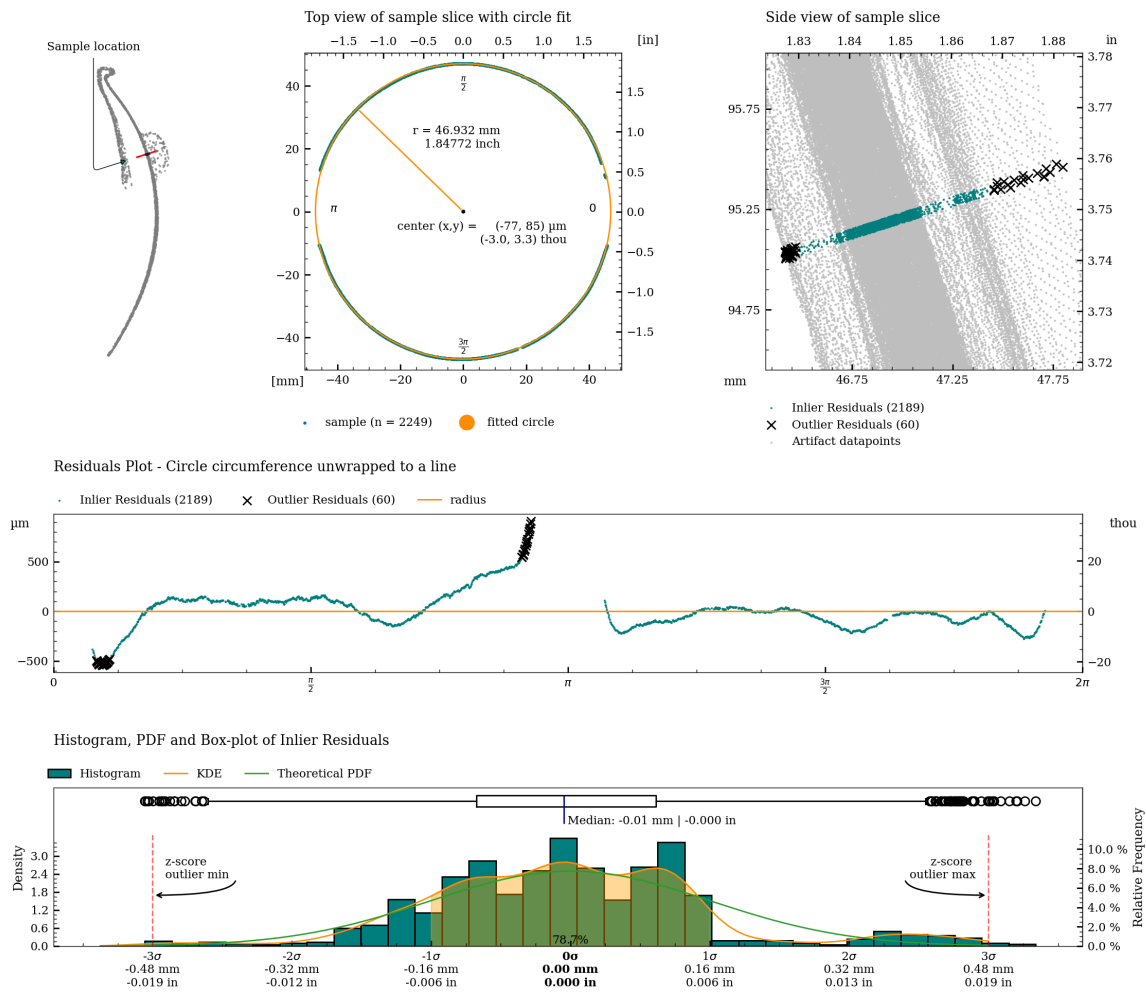 Sample location
Top view of sample slice with circle fit
−1.5 −1.0 −0.5 0.0 0.5 1.0 1.5 [in]
40
20
0
−20
−40
1.5
1.0
0.5
0.0
−0.5
−1.0
−1.5
π/2
r = 46.932 mm
1.84772 inch
π
0
center (x,y) = (-77, 85) µm
(-3.0, 3.3) thou
3π/2
[mm] −40 −20 0 20 40
sample (n = 2249)
fitted circle
Side view of sample slice
1.83 1.84 1.85 1.86 1.87 1.88 in
95.75
95.25
94.75
3.78
3.77
3.76
3.75
3.74
3.73
3.72
mm 46.75 47.25 47.75
Inlier Residuals (2189)
Outlier Residuals (60)
Artifact datapoints
Residuals Plot - Circle circumference unwrapped to a line
Inlier Residuals (2189) Outlier Residuals (60) radius
µm
thou
500
0
−500
20
10
0
−10
−20
0 π/2 π 3π/2 2π
Histogram, PDF and Box-plot of Inlier Residuals
Histogram KDE Theoretical PDF
Median: -0.01 mm | -0.000 in
Density
3.0
2.4
1.8
1.2
0.6
0.0
z-score
outlier min
z-score
outlier max
78.7%
10.0 %
8.0 %
6.0 %
4.0 %
2.0 %
0.0 %
Relative Frequency
-3σ -2σ -1σ 0σ 1σ 2σ 3σ
-0.48 mm -0.32 mm -0.16 mm 0.00 mm 0.16 mm 0.32 mm 0.48 mm
-0.019 in -0.012 in -0.006 in 0.000 in 0.006 in 0.013 in 0.019 in